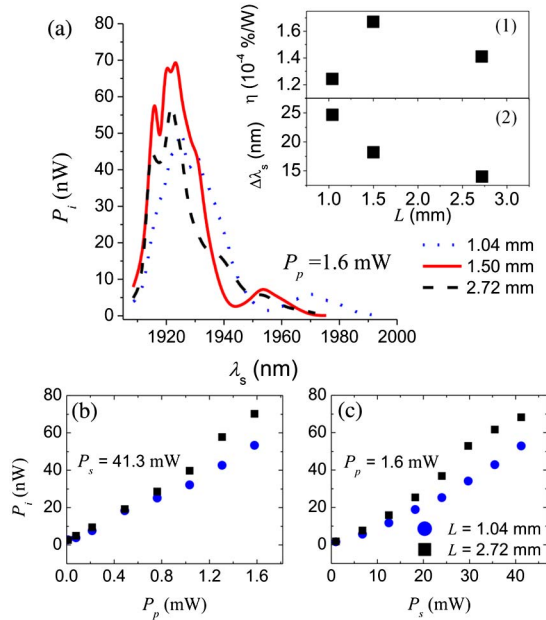 (a)
P_i (nW)
80
70
60
50
40
30
20
10
0
1920 1940 1960 1980 2000
λ_s (nm)
P_p =1.6 mW
1.04 mm
1.50 mm
2.72 mm
(1)
η (10^-4 %/W)
1.6
1.4
1.2
(2)
Δλ_s (nm)
25
20
15
1.0 1.5 2.0 2.5 3.0
L (mm)
(b)
P_s = 41.3 mW
P_i (nW)
80
60
40
20
0
0.0 0.4 0.8 1.2 1.6
P_p (mW)
(c)
P_p = 1.6 mW
80
60
40
20
0
0 10 20 30 40
P_s (mW)
L = 1.04 mm
L = 2.72 mm